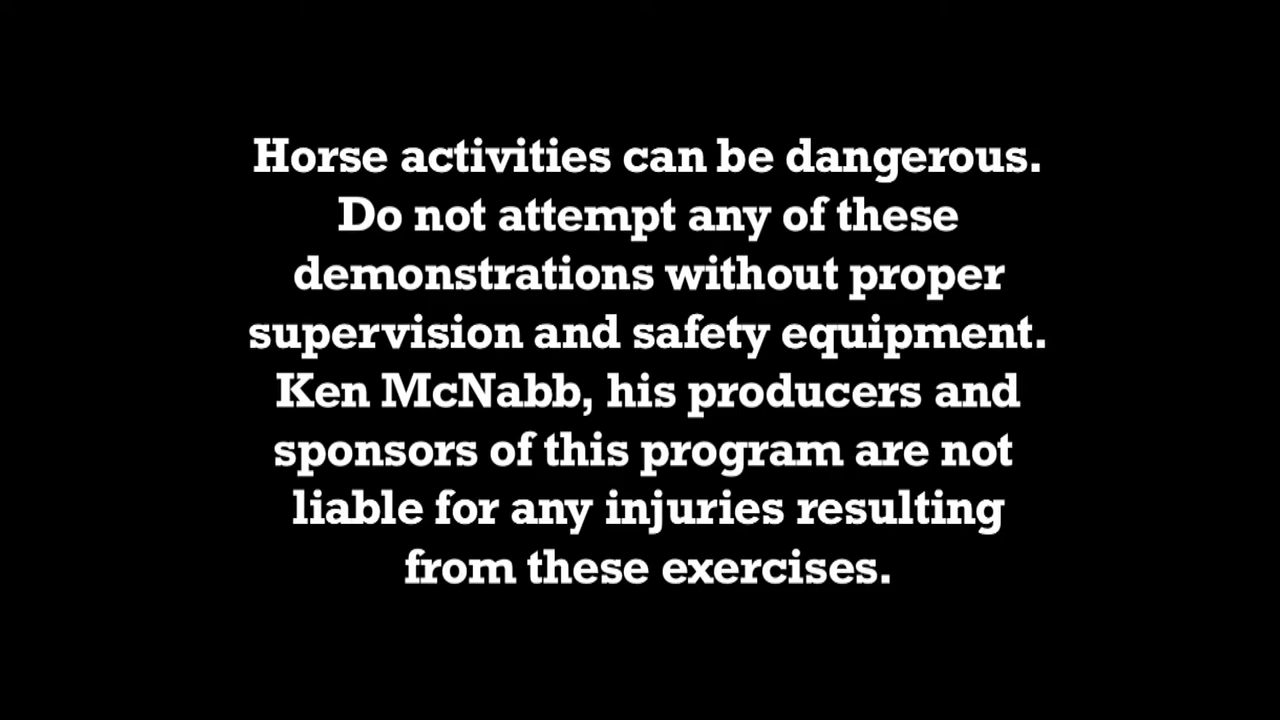 Horse activities can be dangerous.
Do not attempt any of these
demonstrations without proper
supervision and safety equipment.
Ken McNabb, his producers and
sponsors of this program are not
liable for any injuries resulting
from these exercises.